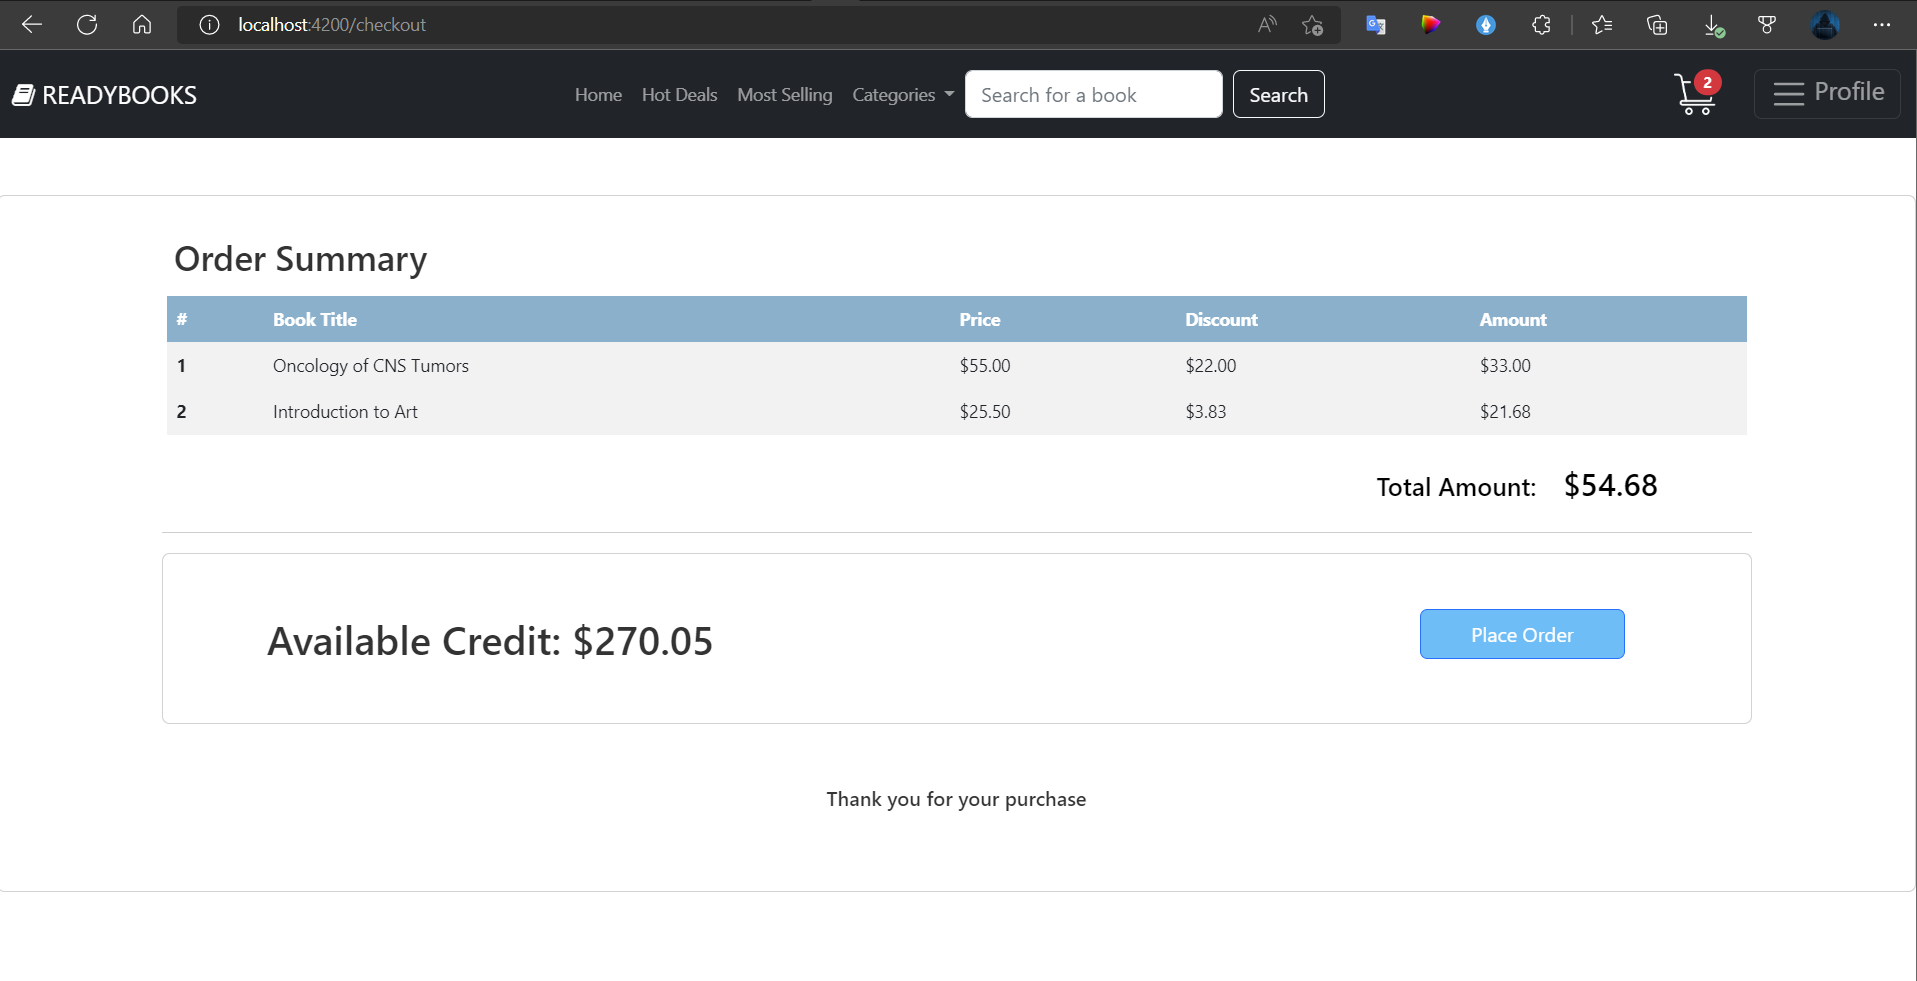 localhost:4200/checkout
READYBOOKS Home Hot Deals Most Selling Categories Search for a book Search 2 Profile
Order Summary
# Book Title Price Discount Amount
1 Oncology of CNS Tumors $55.00 $22.00 $33.00
2 Introduction to Art $25.50 $3.83 $21.68
Total Amount: $54.68
Available Credit: $270.05 Place Order
Thank you for your purchase